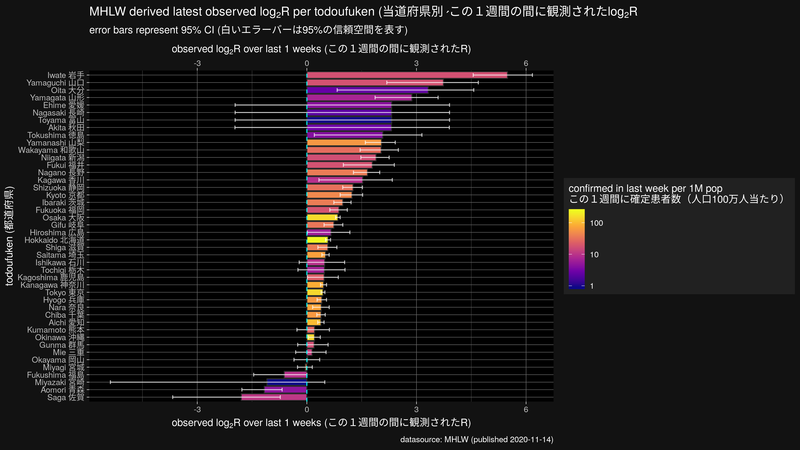 MHLW derived latest observed log₂R per todoufuken (当道府県別 -この１週間の間に観測されたlog₂R
error bars represent 95% CI (白いエラーバーは95%の信頼空間を表す)
observed log₂R over last 1 weeks (この１週間の間に観測されたR)
-3 0 3 6
todoufuken (都道府県)
Iwate 岩手
Yamaguchi 山口
Oita 大分
Yamagata 山形
Ehime 愛媛
Nagasaki 長崎
Toyama 富山
Akita 秋田
Tokushima 徳島
Yamanashi 山梨
Wakayama 和歌山
Niigata 新潟
Fukui 福井
Nagano 長野
Kagawa 香川
Shizuoka 静岡
Kyoto 京都
Ibaraki 茨城
Fukuoka 福岡
Osaka 大阪
Gifu 岐阜
Hiroshima 広島
Hokkaido 北海道
Shiga 滋賀
Saitama 埼玉
Ishikawa 石川
Tochigi 栃木
Kagoshima 鹿児島
Kanagawa 神奈川
Tokyo 東京
Hyogo 兵庫
Nara 奈良
Chiba 千葉
Aichi 愛知
Kumamoto 熊本
Okinawa 沖縄
Gunma 群馬
Mie 三重
Okayama 岡山
Miyagi 宮城
Fukushima 福島
Miyazaki 宮崎
Aomori 青森
Saga 佐賀
-3 0 3 6
observed log₂R over last 1 weeks (この１週間の間に観測されたR)
confirmed in last week per 1M pop
この１週間に確定患者数（人口100万人当たり）
100
10
1
datasource: MHLW (published 2020-11-14)